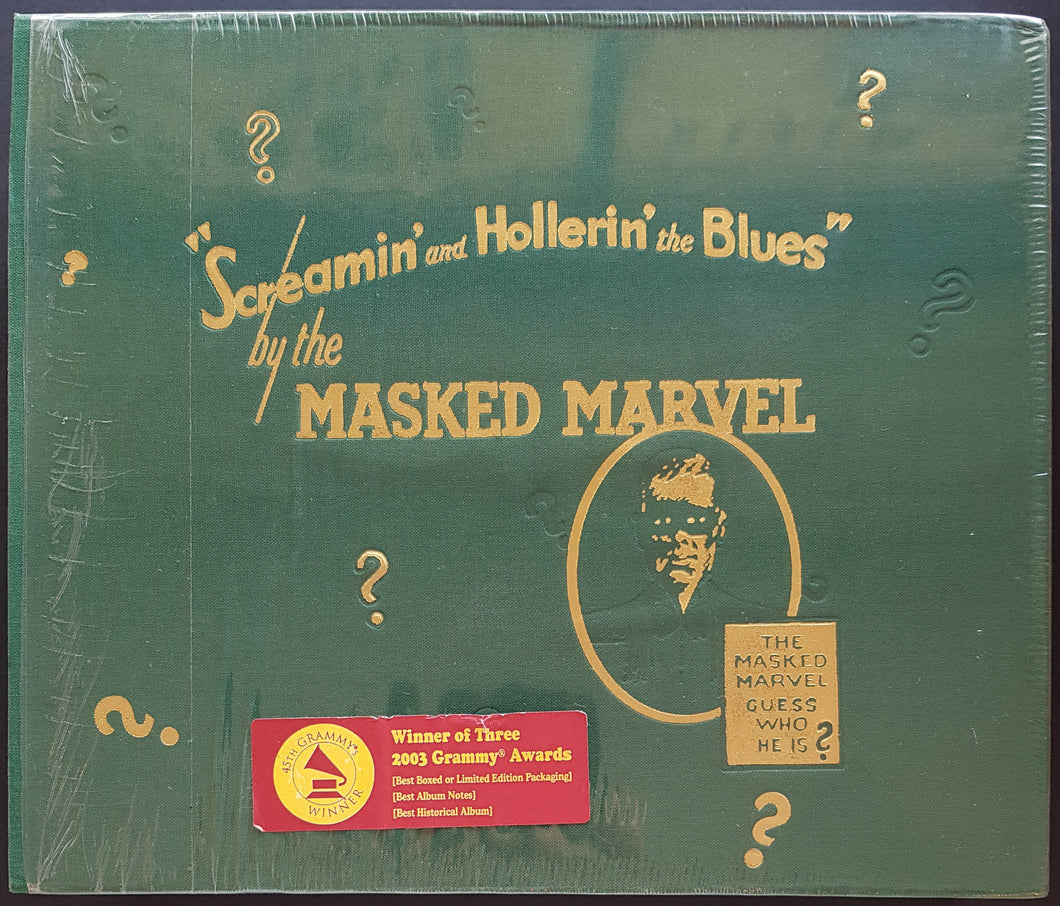 ?
?
"Screamin' and Hollerin' the Blues"
?
by the
MASKED MARVEL
?
THE
MASKED
MARVEL
GUESS
WHO
HE IS?
?
45TH GRAMMY'S
WINNER
Winner of Three
2003 Grammy® Awards
[Best Boxed or Limited Edition Packaging]
[Best Album Notes]
[Best Historical Album]
?